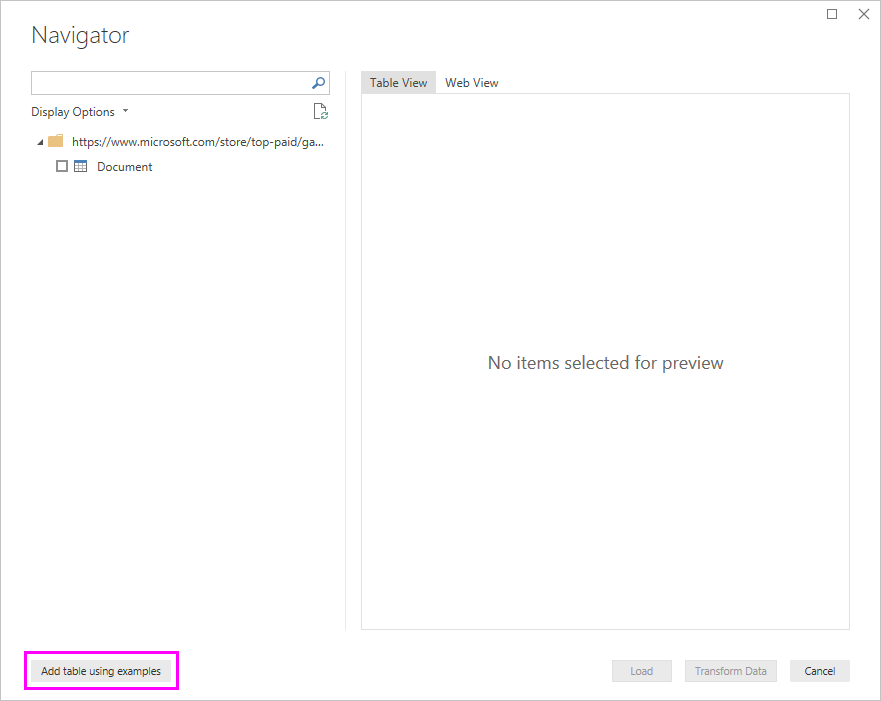 Navigator
Display Options
https://www.microsoft.com/store/top-paid/ga...
Document
Table View Web View
No items selected for preview
Add table using examples
Load Transform Data Cancel